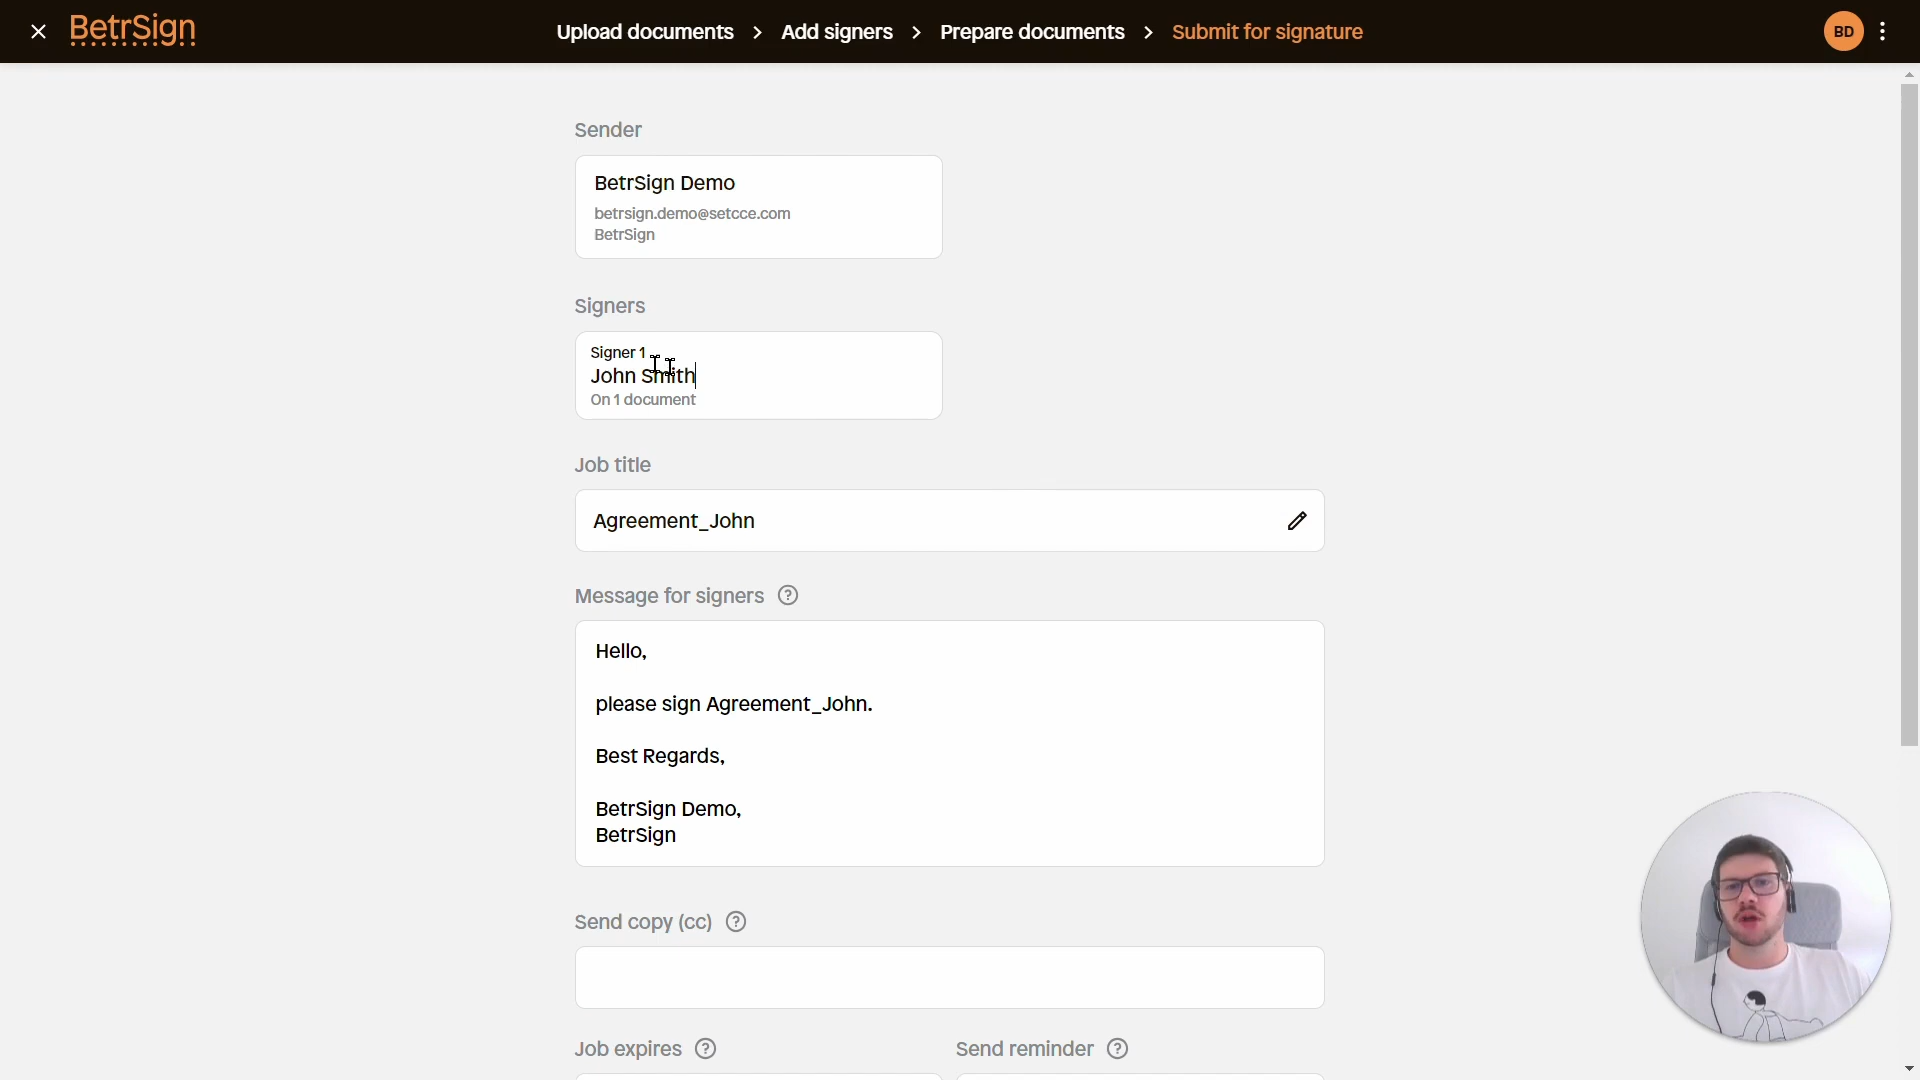 BetrSign
Upload documents > Add signers > Prepare documents > Submit for signature
BD
Sender
BetrSign Demo
betrsign.demo@setcce.com
BetrSign
Signers
Signer 1
John Smith
On 1 document
Job title
Agreement_John
Message for signers ?
Hello,
please sign Agreement_John.
Best Regards,
BetrSign Demo,
BetrSign
Send copy (cc) ?
Job expires ?
Send reminder ?